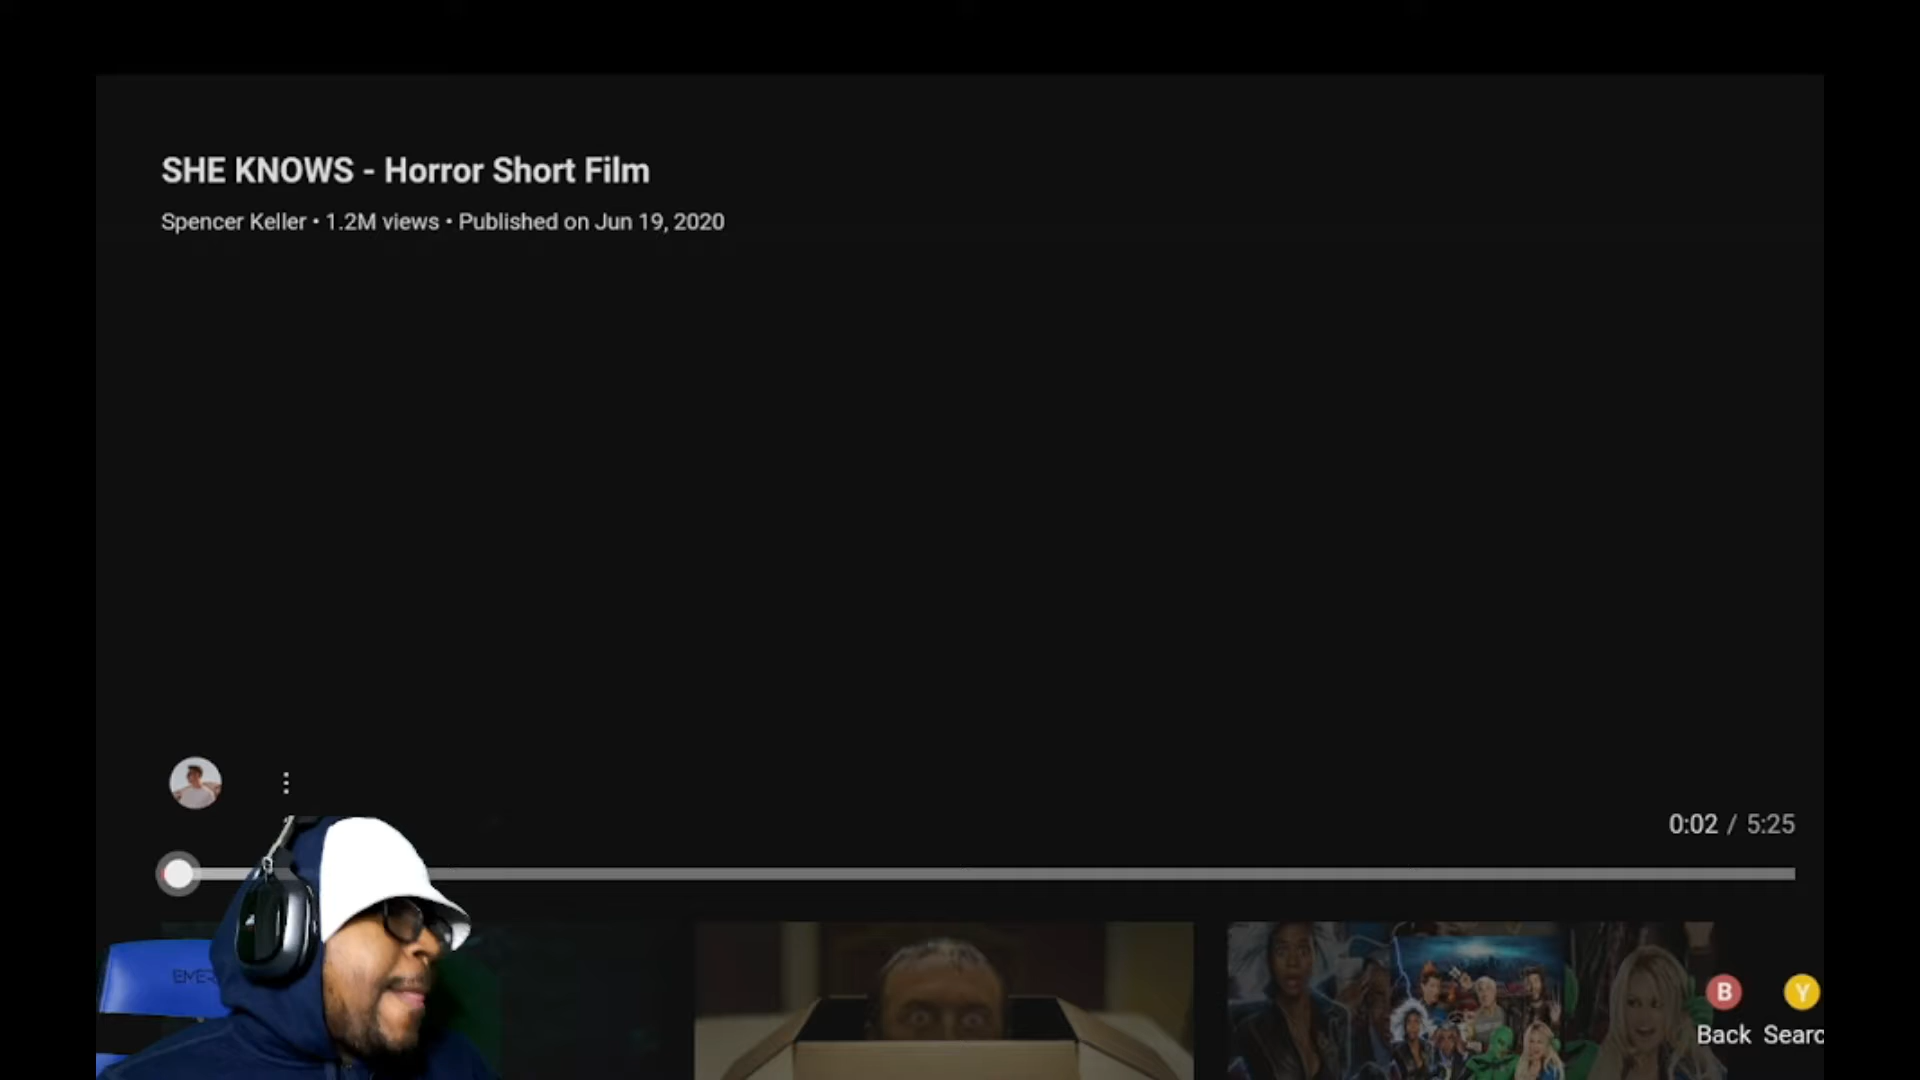 SHE KNOWS - Horror Short Film
Spencer Keller • 1.2M views • Published on Jun 19, 2020
0:02 / 5:25
EMER
B Y
Back Searc